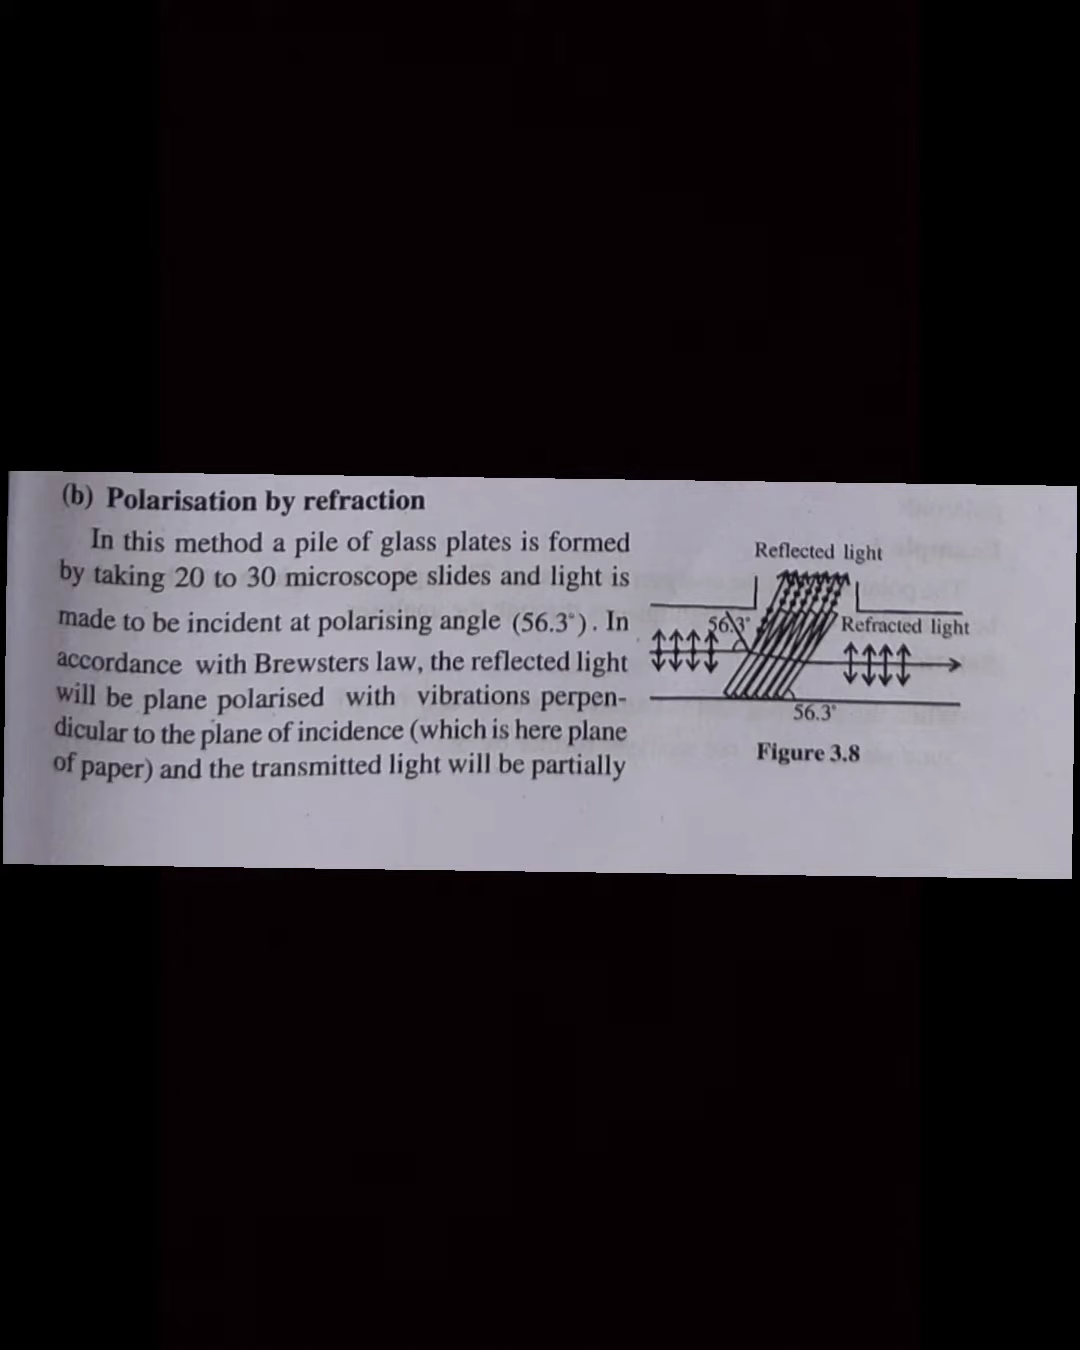 (b) Polarisation by refraction
In this method a pile of glass plates is formed
by taking 20 to 30 microscope slides and light is
made to be incident at polarising angle (56.3°). In
accordance with Brewsters law, the reflected light
will be plane polarised with vibrations perpen-
dicular to the plane of incidence (which is here plane
of paper) and the transmitted light will be partially
Reflected light
56.3°
Refracted light
56.3°
Figure 3.8